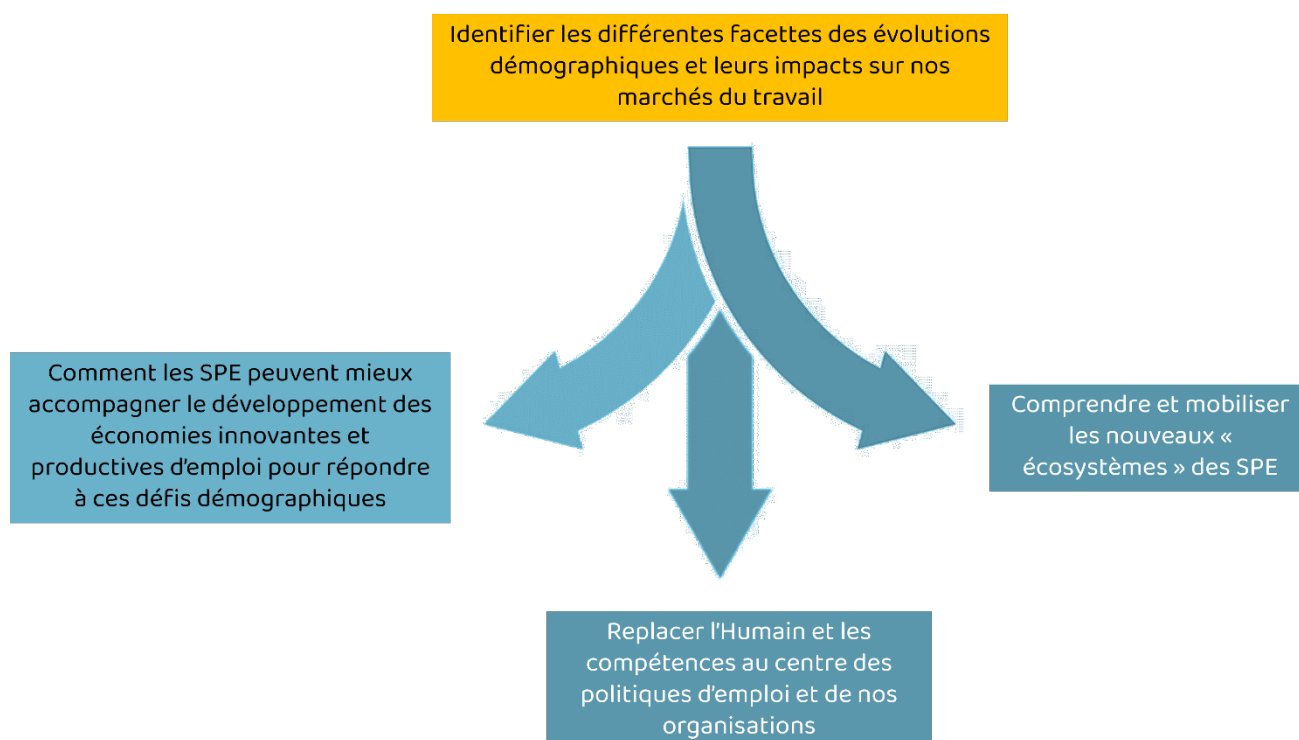 Identifier les différentes facettes des évolutions
démographiques et leurs impacts sur nos
marchés du travail
Comment les SPE peuvent mieux
accompagner le développement des
économies innovantes et
productives d'emploi pour répondre
à ces défis démographiques
Comprendre et mobiliser
les nouveaux «
écosystèmes » des SPE
Replacer l'Humain et les
compétences au centre des
politiques d'emploi et de nos
organisations